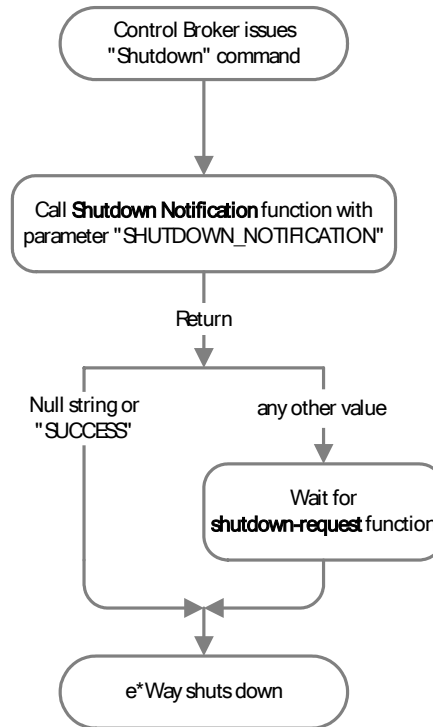 Control Broker issues
"Shutdown" command
Call Shutdown Notification function with
parameter "SHUTDOWN_NOTIFICATION"
Return
Null string or
"SUCCESS"
any other value
Wait for
shutdown-request function
e*Way shuts down